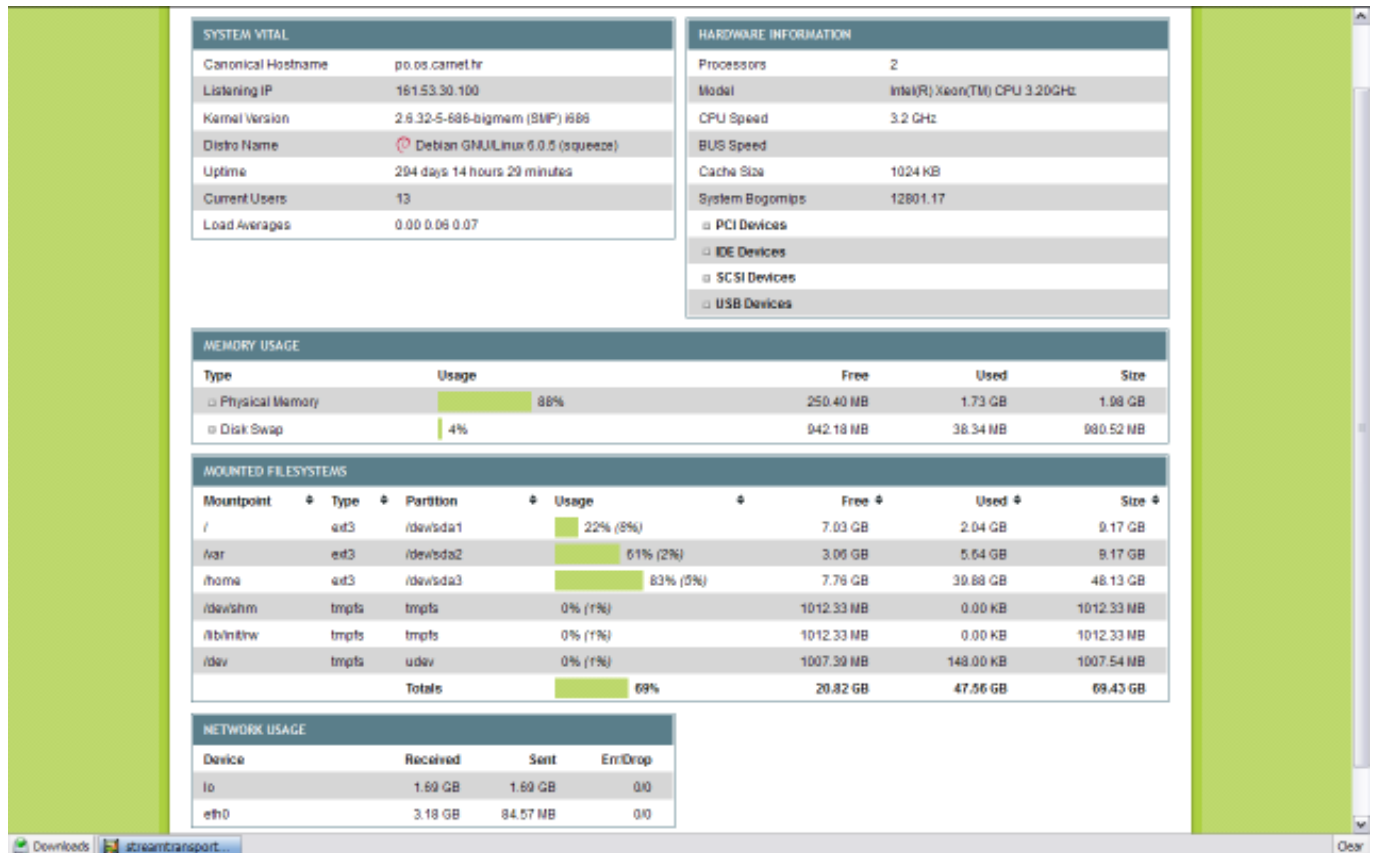 SYSTEM VITAL
Canonical Hostname po.os.carnet.hr
Listening IP 161.53.30.100
Kernel Version 2.6.32-5-686-bigmem (SMP) i686
Distro Name Debian GNU/Linux 6.0.5 (squeeze)
Uptime 294 days 14 hours 29 minutes
Current Users 13
Load Averages 0.00 0.06 0.07
HARDWARE INFORMATION
Processors 2
Model Intel(R) Xeon(TM) CPU 3.20GHz
CPU Speed 3.2 GHz
BUS Speed
Cache Size 1024 KB
System Bogomips 12801.17
PCI Devices
IDE Devices
SCSI Devices
USB Devices
MEMORY USAGE
Type Usage Free Used Size
Physical Memory 88% 250.40 MB 1.73 GB 1.98 GB
Disk Swap 4% 942.18 MB 38.34 MB 980.52 MB
MOUNTED FILESYSTEMS
Mountpoint Type Partition Usage Free Used Size
/ ext3 /dev/sda1 22% (8%) 7.03 GB 2.04 GB 9.17 GB
/var ext3 /dev/sda2 61% (2%) 3.06 GB 5.64 GB 9.17 GB
/home ext3 /dev/sda3 83% (5%) 7.76 GB 39.88 GB 48.13 GB
/dev/shm tmpfs tmpfs 0% (1%) 1012.33 MB 0.00 KB 1012.33 MB
/lib/init/rw tmpfs tmpfs 0% (1%) 1012.33 MB 0.00 KB 1012.33 MB
/dev tmpfs udev 0% (1%) 1007.39 MB 148.00 KB 1007.54 MB
Totals 69% 20.82 GB 47.56 GB 69.43 GB
NETWORK USAGE
Device Received Sent Err/Drop
lo 1.69 GB 1.69 GB 0/0
eth0 3.18 GB 84.57 MB 0/0
Downloads streamtransport... Clear